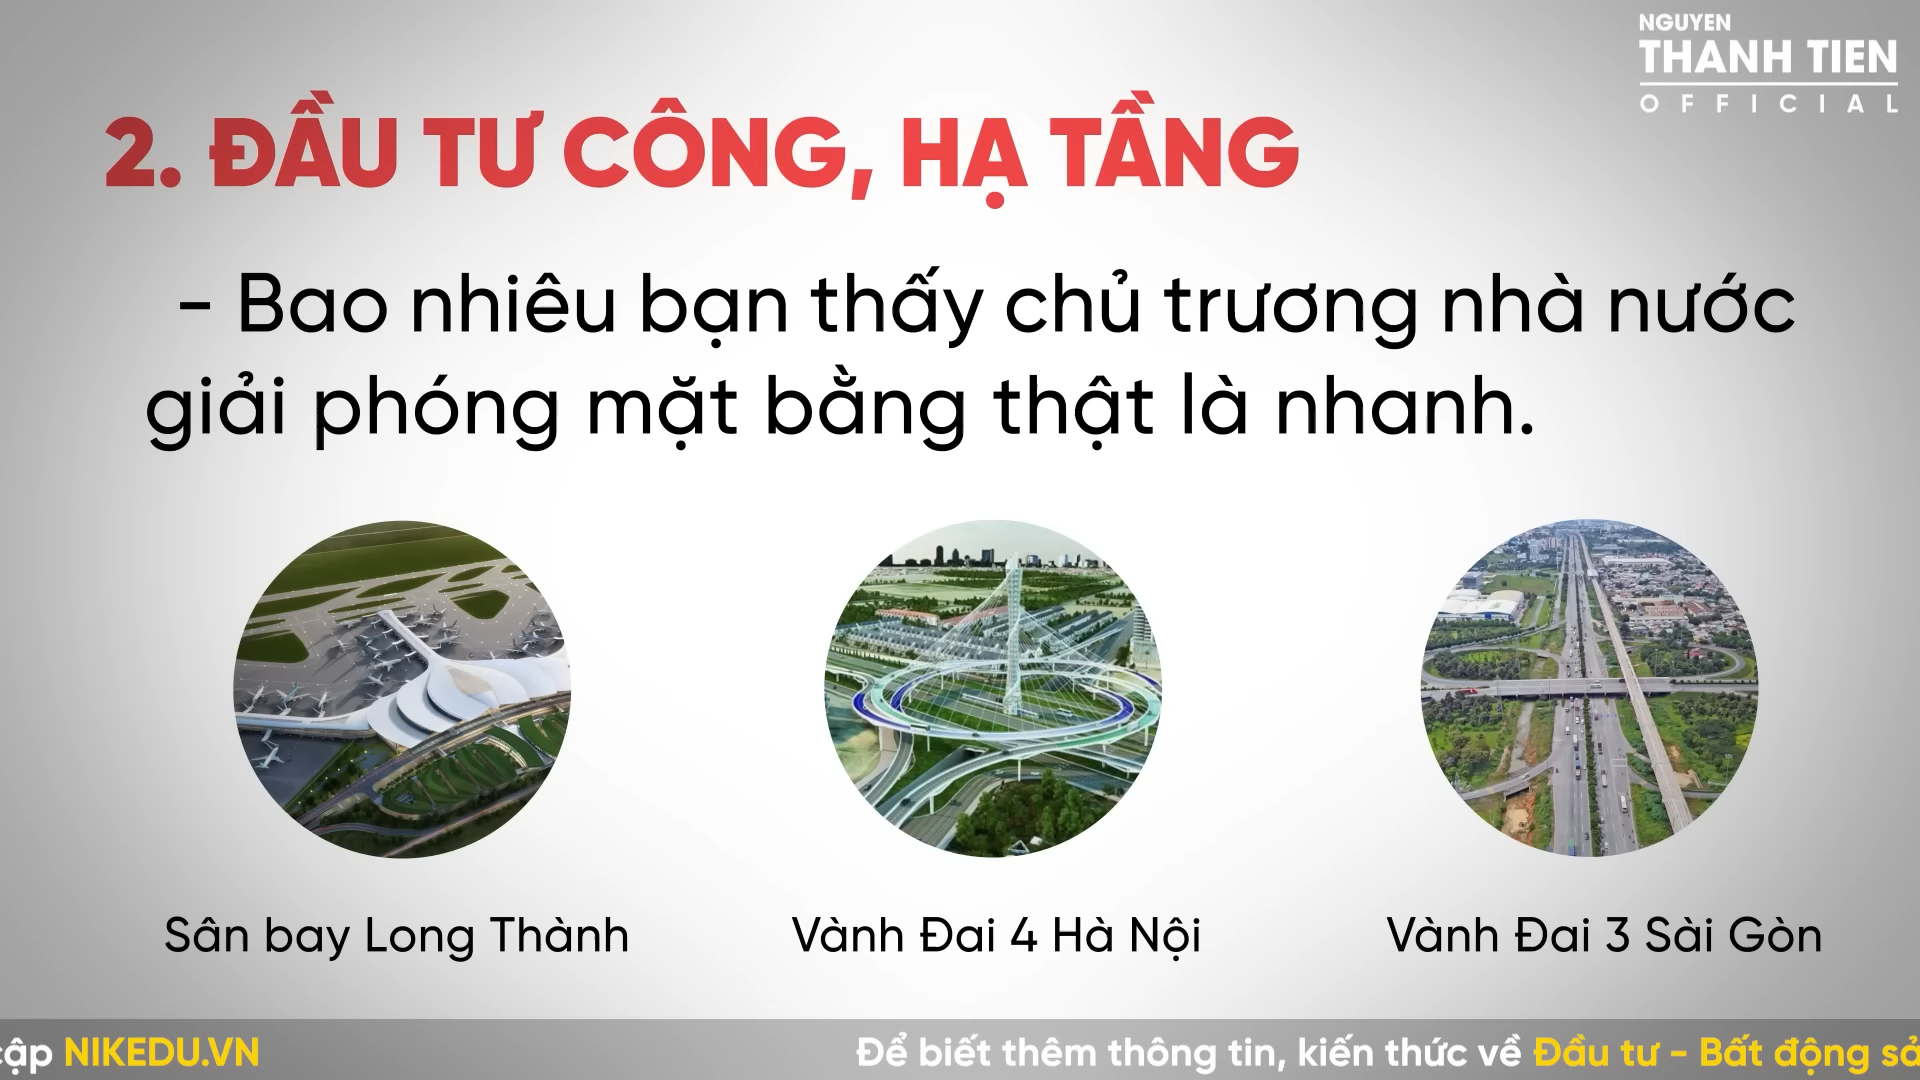 NGUYEN
THANH TIEN
OFFICIAL
2. ĐẦU TƯ CÔNG, HẠ TẦNG
- Bao nhiêu bạn thấy chủ trương nhà nước
giải phóng mặt bằng thật là nhanh.
Sân bay Long Thành
Vành Đai 4 Hà Nội
Vành Đai 3 Sài Gòn
cập NIKEDU.VN
Để biết thêm thông tin, kiến thức về Đầu tư - Bất động sả